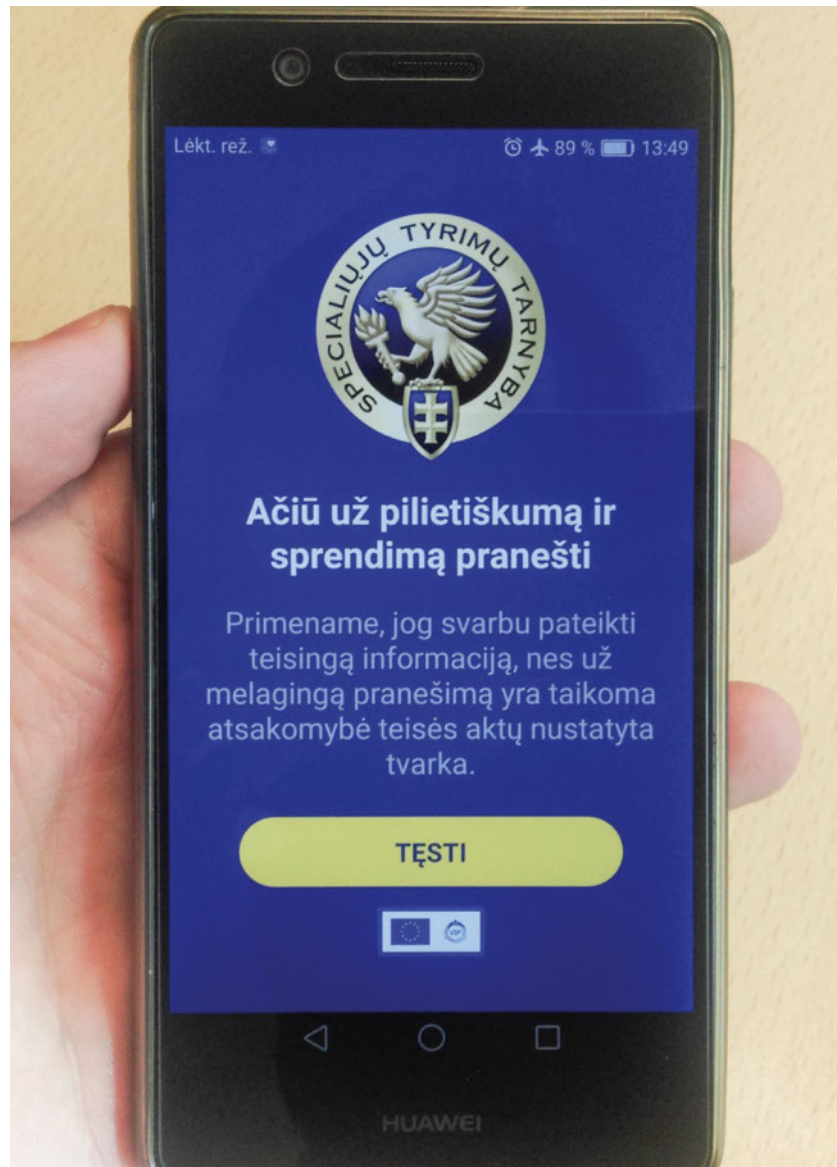 Lėkt. rež.
89 % 13:49
SPECIALIŲJŲ TYRIMŲ TARNYBA
Ačiū už pilietiškumą ir
sprendimą pranešti
Primename, jog svarbu pateikti
teisingą informaciją, nes už
melagingą pranešimą yra taikoma
atsakomybė teisės aktų nustatyta
tvarka.
TĘSTI
VSF
HUAWEI